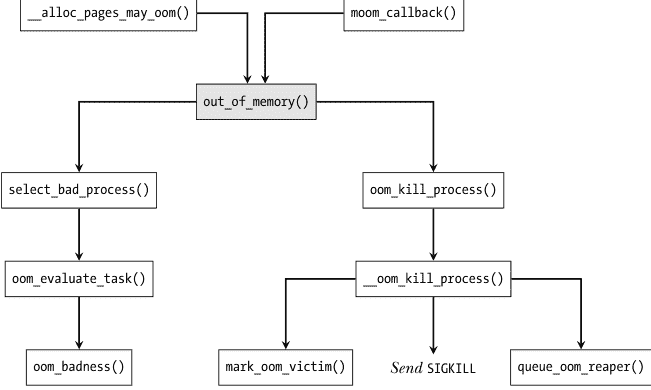 __alloc_pages_may_oom()
moom_callback()
out_of_memory()
select_bad_process()
oom_kill_process()
oom_evaluate_task()
__oom_kill_process()
oom_badness()
mark_oom_victim()
Send SIGKILL
queue_oom_reaper()